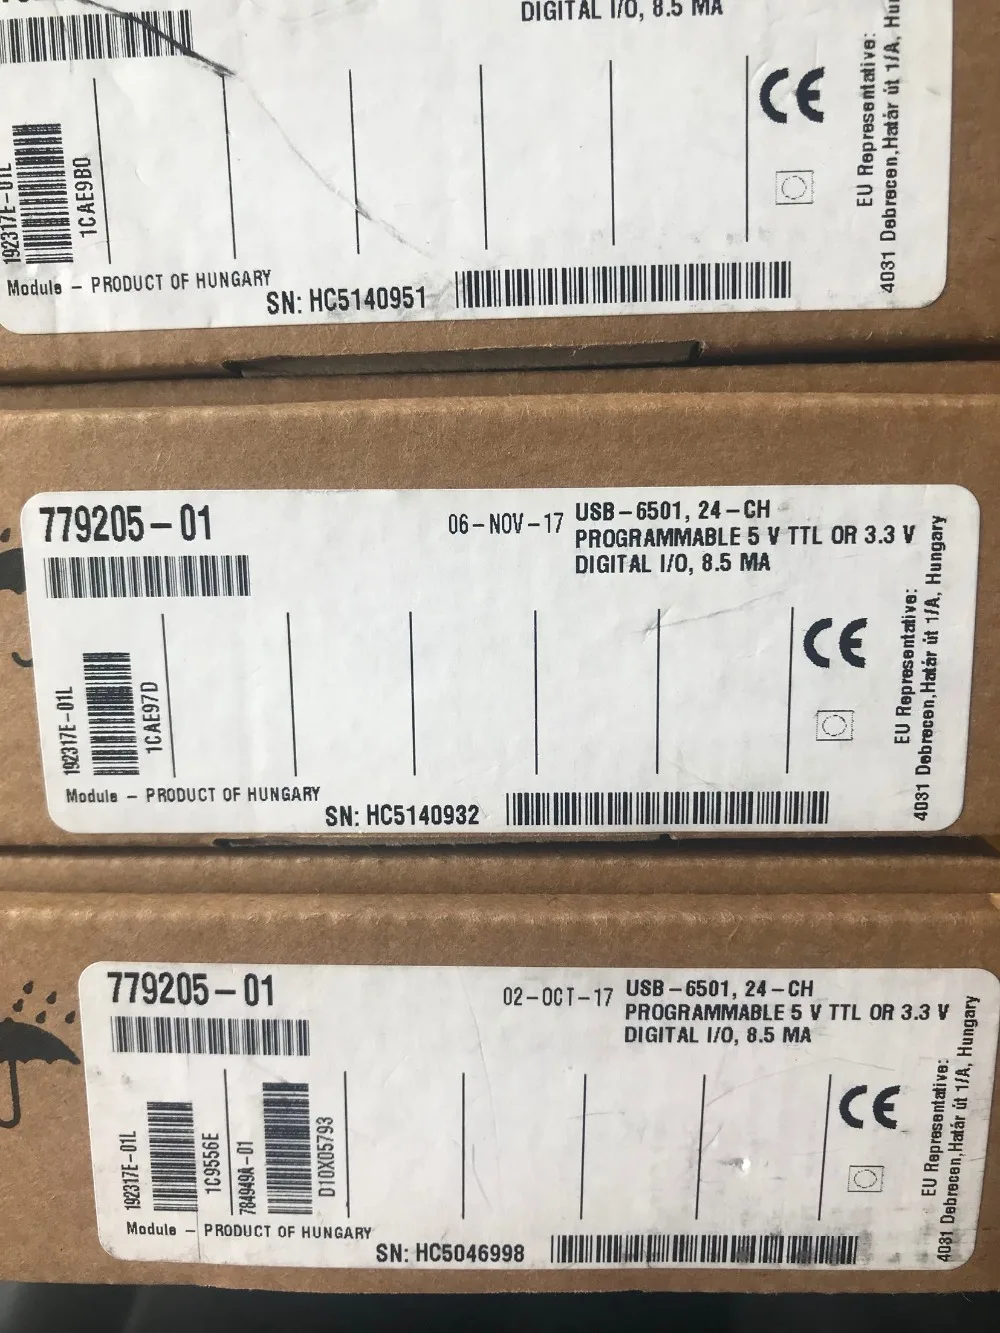 DIGITAL I/O, 8.5 MA
192317E-01L
1CAE9B0
Module - PRODUCT OF HUNGARY
SN: HC5140951
CE
EU Representative:
4031 Debrecen,Határ út 1/A,
779205-01
06-NOV-17
USB-6501, 24-CH
PROGRAMMABLE 5 V TTL OR 3.3 V
DIGITAL I/O, 8.5 MA
192317E-01L
1CAE97D
Module - PRODUCT OF HUNGARY
SN: HC5140932
CE
EU Representative:
4031 Debrecen,Határ út 1/A, Hungary
779205-01
02-OCT-17
USB-6501, 24-CH
PROGRAMMABLE 5 V TTL OR 3.3 V
DIGITAL I/O, 8.5 MA
192317E-01L
1C9556E
784949A-01
D10X05793
Module - PRODUCT OF HUNGARY
SN: HC5046998
CE
EU Representative:
4031 Debrecen,Határ út 1/A, Hungary